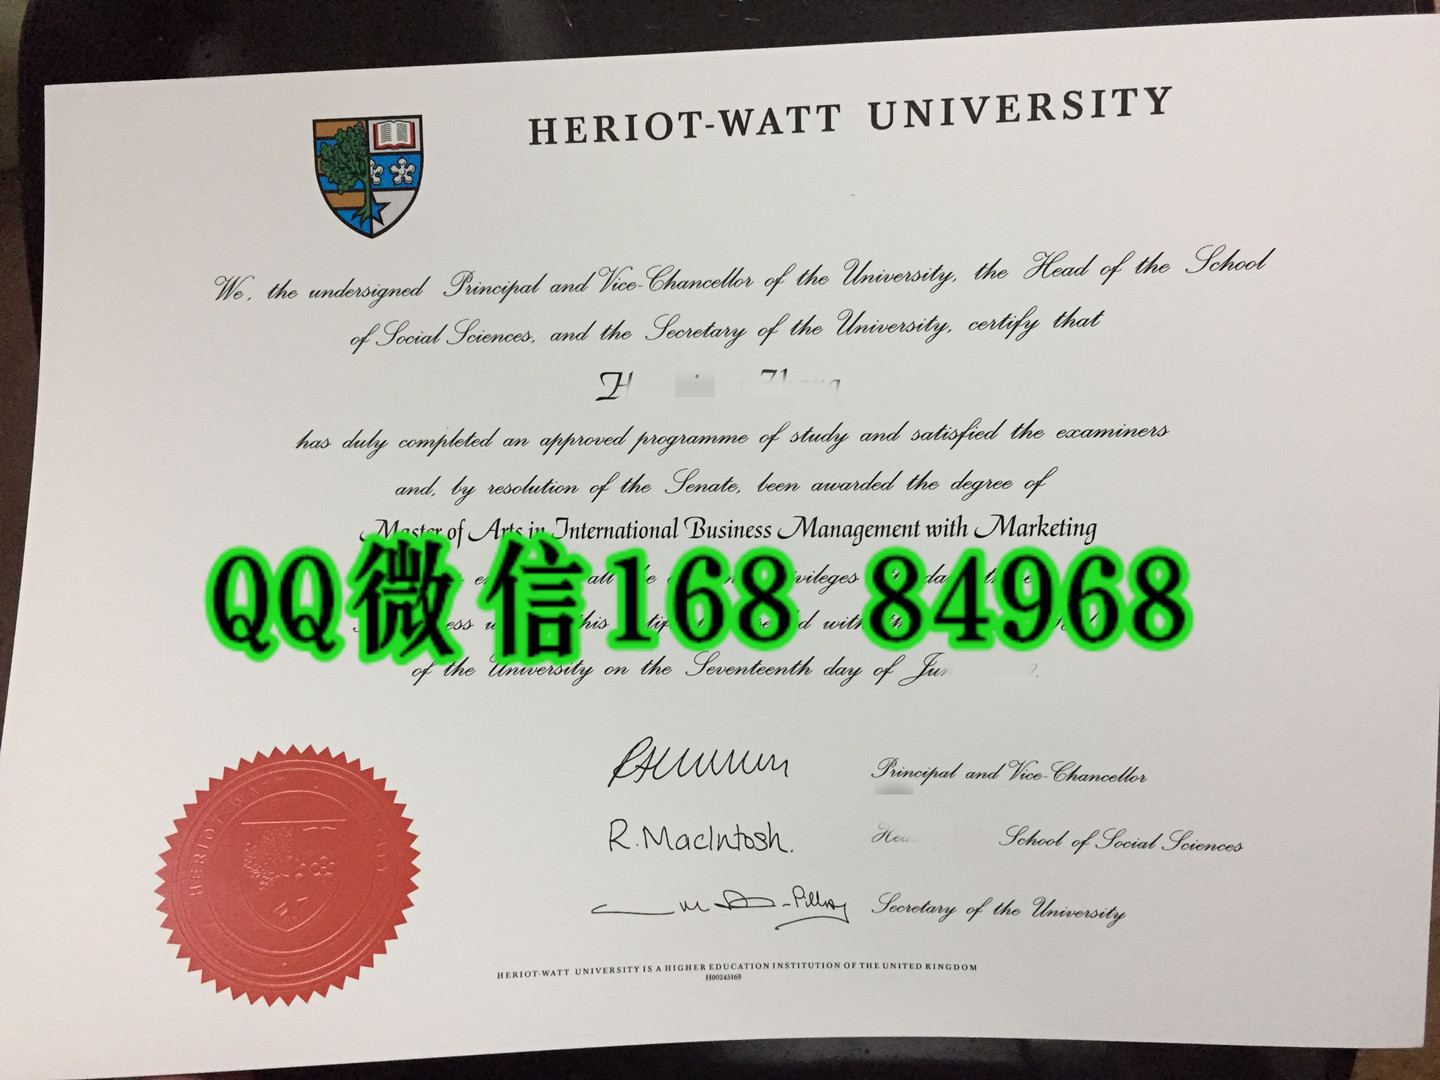 HERIOT-WATT UNIVERSITY
We, the undersigned Principal and Vice-Chancellor of the University, the Head of the School
of Social Sciences, and the Secretary of the University, certify that
has duly completed an approved programme of study and satisfied the examiners
and, by resolution of the Senate, been awarded the degree of
Master of Arts in International Business Management with Marketing
QQ微信168 84968
of the University on the Seventeenth day of
Principal and Vice-Chancellor
R. MacIntosh.
School of Social Sciences
Secretary of the University
HERIOT-WATT UNIVERSITY IS A HIGHER EDUCATION INSTITUTION OF THE UNITED KINGDOM
H00245169
HERIOT WATT